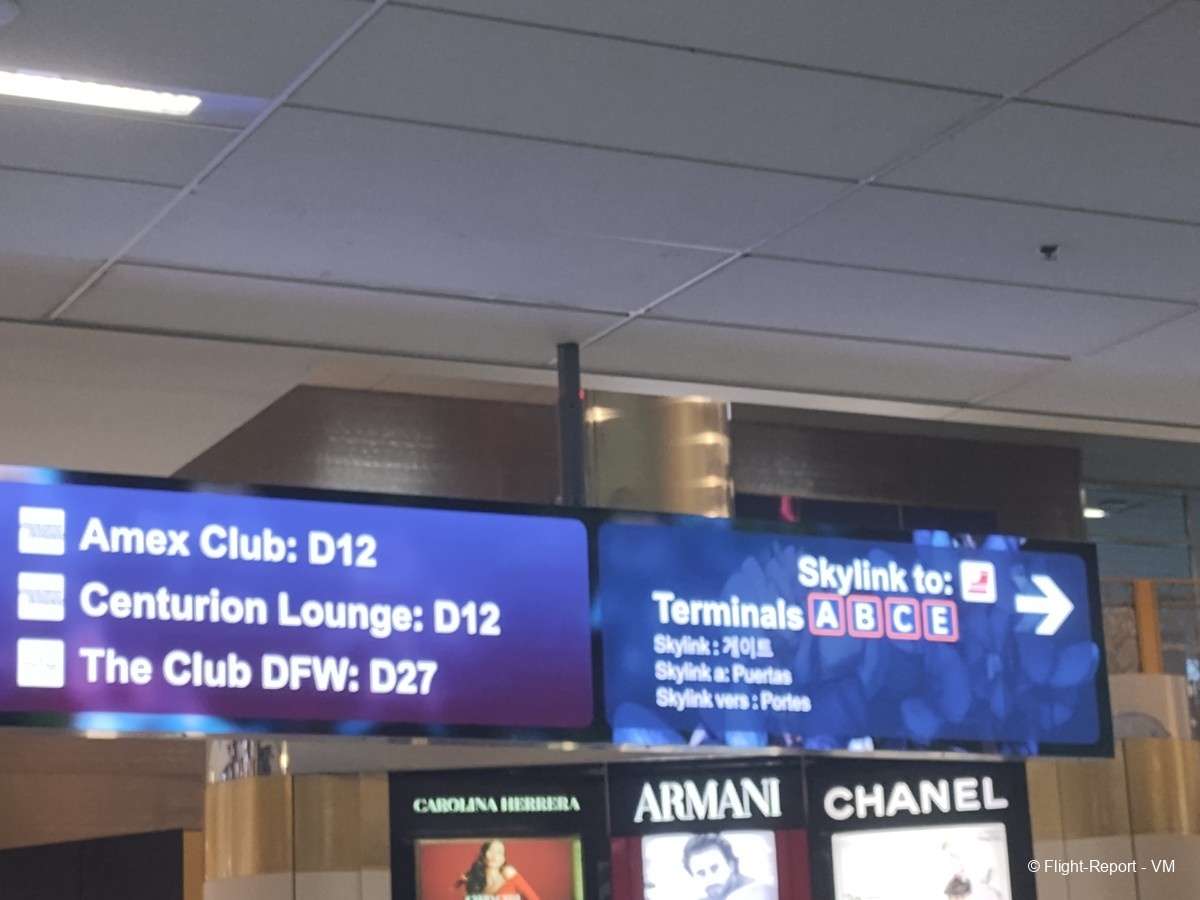 Amex Club: D12
Centurion Lounge: D12
The Club DFW: D27
Skylink to:
Terminals A B C E
Skylink : 게이트
Skylink a: Puertas
Skylink vers : Portes
CAROLINA HERRERA
ARMANI
CHANEL
© Flight-Report - VM